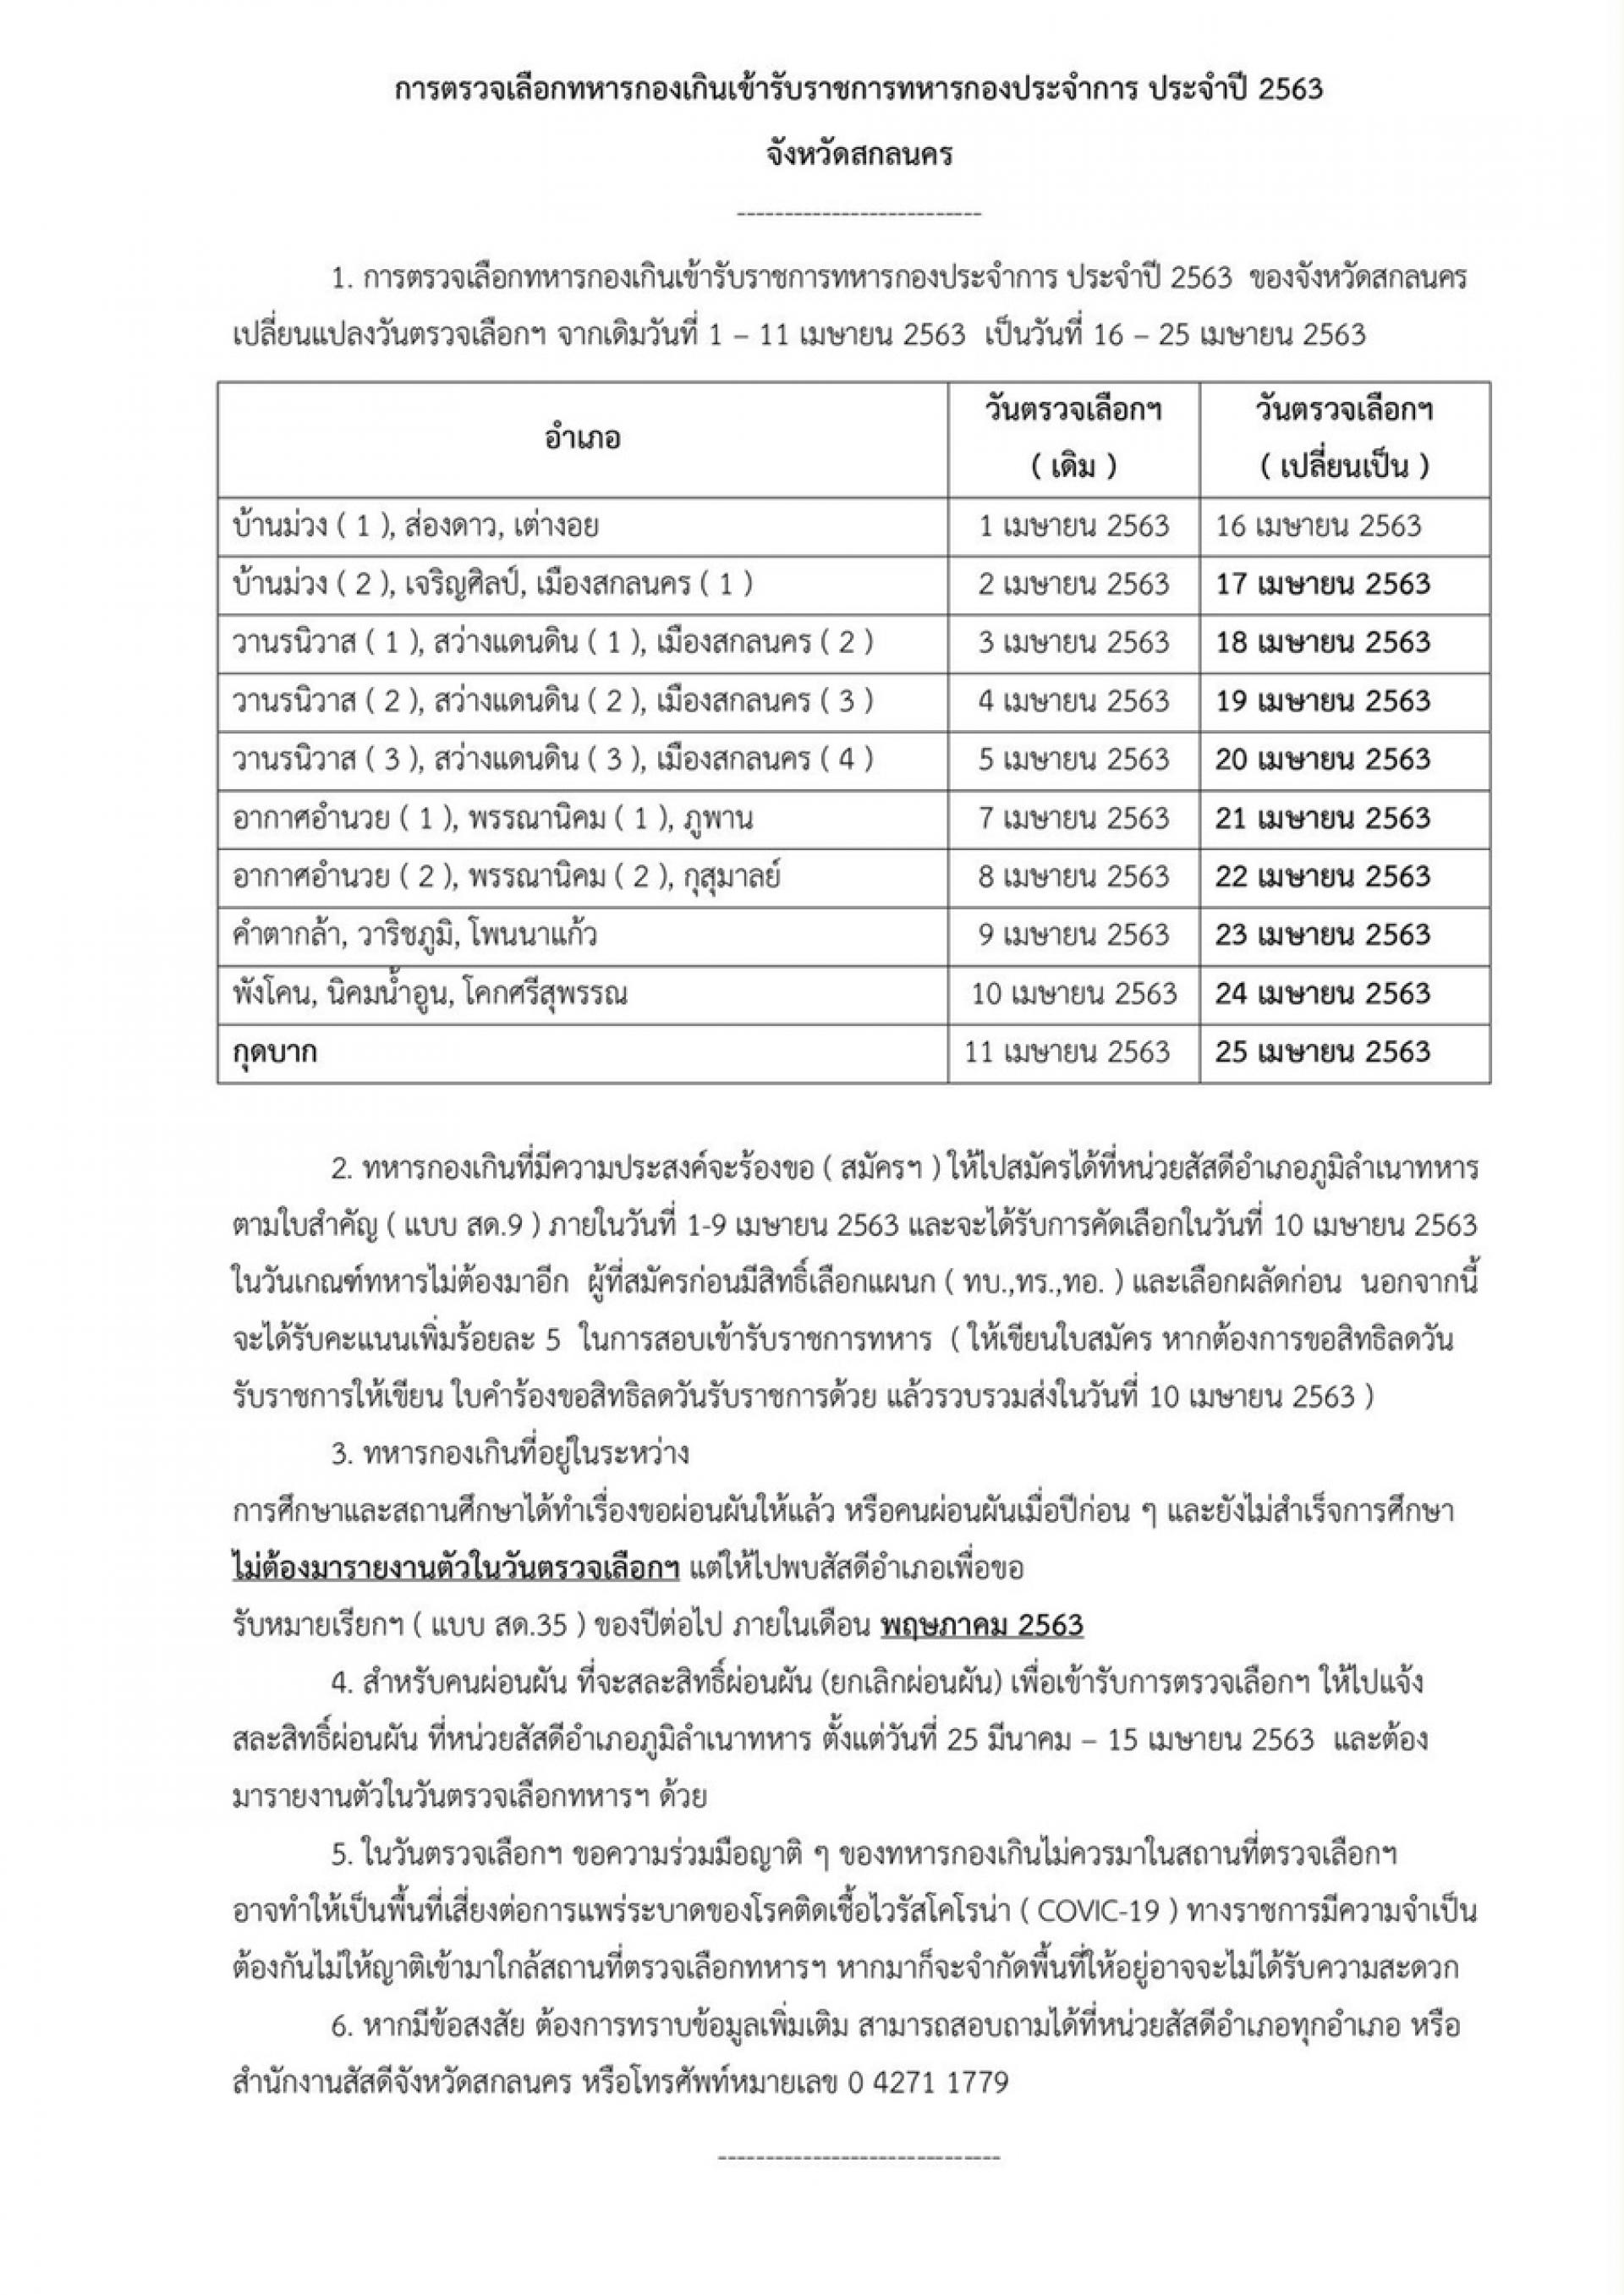 การตรวจเลือกทหารกองเกินเข้ารับราชการทหารกองประจำการ ประจำปี 2563
จังหวัดสกลนคร
--------------------------
1. การตรวจเลือกทหารกองเกินเข้ารับราชการทหารกองประจำการ ประจำปี 2563 ของจังหวัดสกลนคร
เปลี่ยนแปลงวันตรวจเลือกฯ จากเดิมวันที่ 1 – 11 เมษายน 2563 เป็นวันที่ 16 – 25 เมษายน 2563
อำเภอ วันตรวจเลือกฯ ( เดิม ) วันตรวจเลือกฯ ( เปลี่ยนเป็น )
บ้านม่วง ( 1 ), ส่องดาว, เต่างอย 1 เมษายน 2563 16 เมษายน 2563
บ้านม่วง ( 2 ), เจริญศิลป์, เมืองสกลนคร ( 1 ) 2 เมษายน 2563 17 เมษายน 2563
วานรนิวาส ( 1 ), สว่างแดนดิน ( 1 ), เมืองสกลนคร ( 2 ) 3 เมษายน 2563 18 เมษายน 2563
วานรนิวาส ( 2 ), สว่างแดนดิน ( 2 ), เมืองสกลนคร ( 3 ) 4 เมษายน 2563 19 เมษายน 2563
วานรนิวาส ( 3 ), สว่างแดนดิน ( 3 ), เมืองสกลนคร ( 4 ) 5 เมษายน 2563 20 เมษายน 2563
อากาศอำนวย ( 1 ), พรรณานิคม ( 1 ), ภูพาน 7 เมษายน 2563 21 เมษายน 2563
อากาศอำนวย ( 2 ), พรรณานิคม ( 2 ), กุสุมาลย์ 8 เมษายน 2563 22 เมษายน 2563
คำตากล้า, วาริชภูมิ, โพนนาแก้ว 9 เมษายน 2563 23 เมษายน 2563
พังโคน, นิคมน้ำอูน, โคกศรีสุพรรณ 10 เมษายน 2563 24 เมษายน 2563
กุดบาก 11 เมษายน 2563 25 เมษายน 2563
2. ทหารกองเกินที่มีความประสงค์จะร้องขอ ( สมัครฯ ) ให้ไปสมัครได้ที่หน่วยสัสดีอำเภอภูมิลำเนาทหาร
ตามใบสำคัญ ( แบบ สด.9 ) ภายในวันที่ 1-9 เมษายน 2563 และจะได้รับการคัดเลือกในวันที่ 10 เมษายน 2563
ในวันเกณฑ์ทหารไม่ต้องมาอีก ผู้ที่สมัครก่อนมีสิทธิ์เลือกแผนก ( ทบ.,ทร.,ทอ. ) และเลือกผลัดก่อน นอกจากนี้
จะได้รับคะแนนเพิ่มร้อยละ 5 ในการสอบเข้ารับราชการทหาร ( ให้เขียนใบสมัคร หากต้องการขอสิทธิลดวัน
รับราชการให้เขียน ใบคำร้องขอสิทธิลดวันรับราชการด้วย แล้วรวบรวมส่งในวันที่ 10 เมษายน 2563 )
3. ทหารกองเกินที่อยู่ในระหว่าง
การศึกษาและสถานศึกษาได้ทำเรื่องขอผ่อนผันให้แล้ว หรือคนผ่อนผันเมื่อปีก่อน ๆ และยังไม่สำเร็จการศึกษา
ไม่ต้องมารายงานตัวในวันตรวจเลือกฯ แต่ให้ไปพบสัสดีอำเภอเพื่อขอ
รับหมายเรียกฯ ( แบบ สด.35 ) ของปีต่อไป ภายในเดือน พฤษภาคม 2563
4. สำหรับคนผ่อนผัน ที่จะสละสิทธิ์ผ่อนผัน (ยกเลิกผ่อนผัน) เพื่อเข้ารับการตรวจเลือกฯ ให้ไปแจ้ง
สละสิทธิ์ผ่อนผัน ที่หน่วยสัสดีอำเภอภูมิลำเนาทหาร ตั้งแต่วันที่ 25 มีนาคม – 15 เมษายน 2563 และต้อง
มารายงานตัวในวันตรวจเลือกทหารฯ ด้วย
5. ในวันตรวจเลือกฯ ขอความร่วมมือญาติ ๆ ของทหารกองเกินไม่ควรมาในสถานที่ตรวจเลือกฯ
อาจทำให้เป็นพื้นที่เสี่ยงต่อการแพร่ระบาดของโรคติดเชื้อไวรัสโคโรน่า ( COVIC-19 ) ทางราชการมีความจำเป็น
ต้องกันไม่ให้ญาติเข้ามาใกล้สถานที่ตรวจเลือกทหารฯ หากมาก็จะจำกัดพื้นที่ให้อยู่อาจจะไม่ได้รับความสะดวก
6. หากมีข้อสงสัย ต้องการทราบข้อมูลเพิ่มเติม สามารถสอบถามได้ที่หน่วยสัสดีอำเภอทุกอำเภอ หรือ
สำนักงานสัสดีจังหวัดสกลนคร หรือโทรศัพท์หมายเลข 0 4271 1779
------------------------------